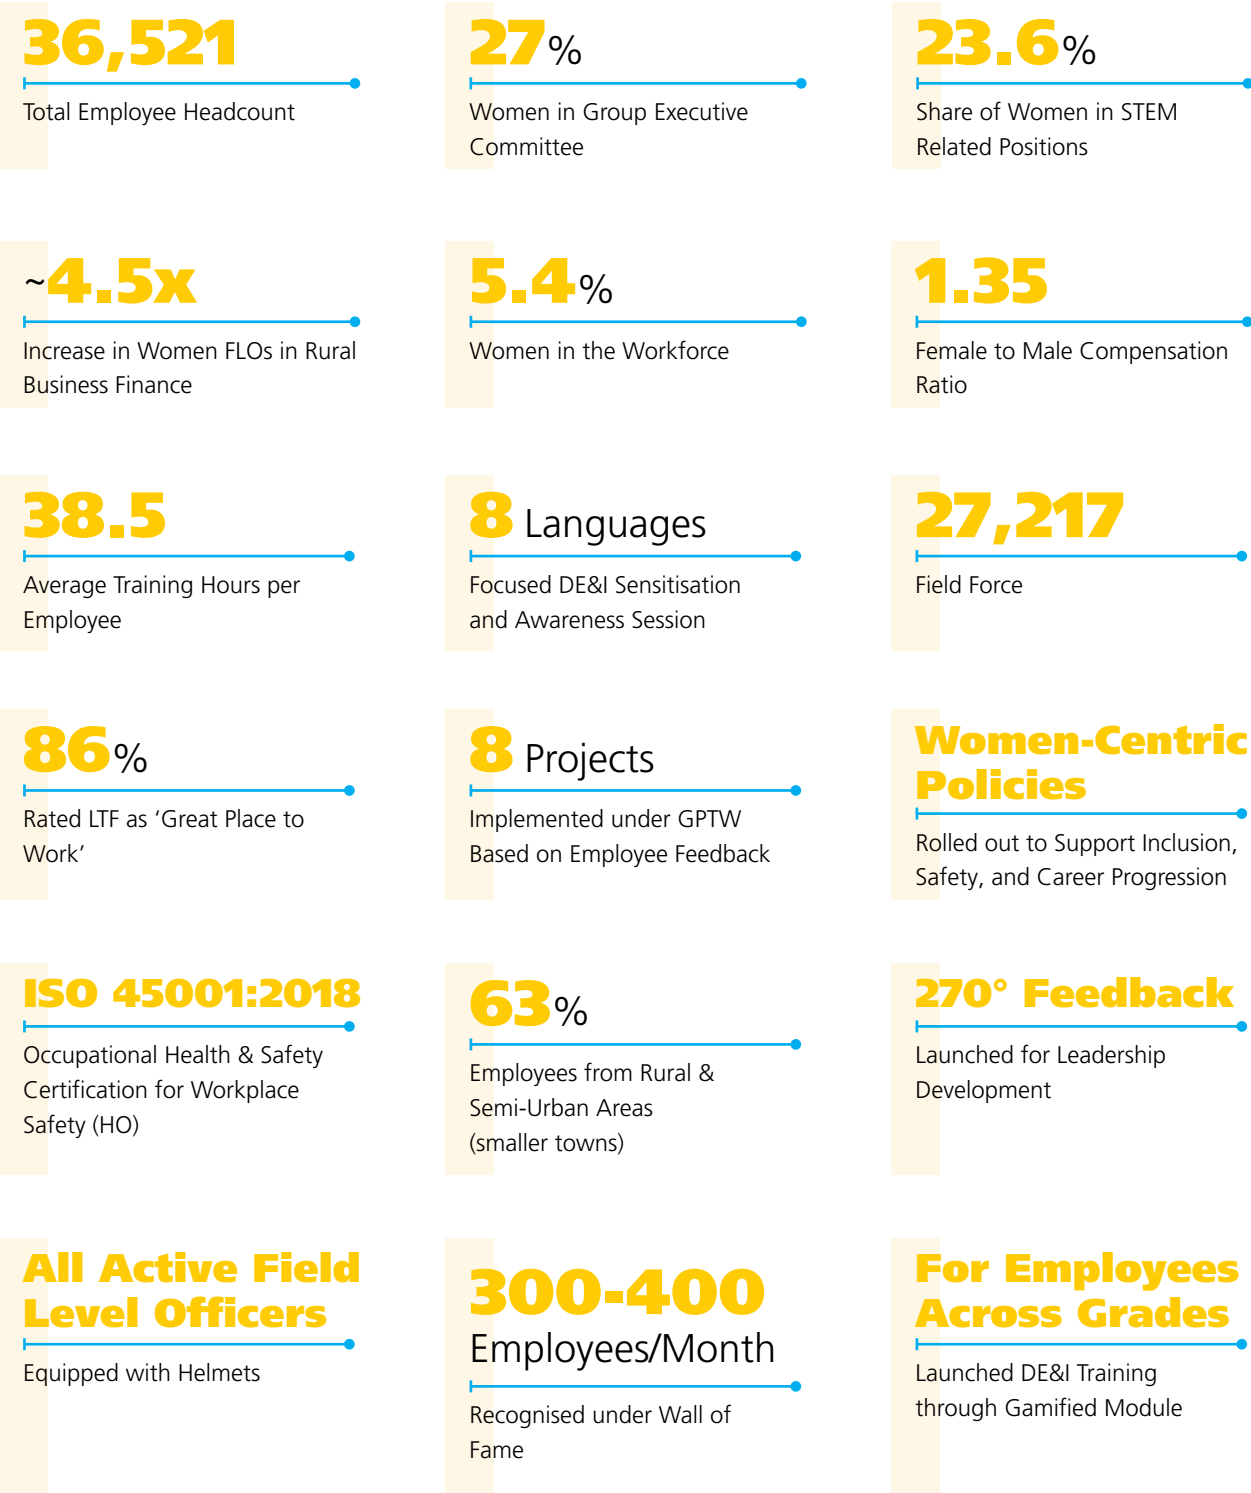 36,521
Total Employee Headcount
27%
Women in Group Executive
Committee
23.6%
Share of Women in STEM
Related Positions
~4.5x
Increase in Women FLOs in Rural
Business Finance
5.4%
Women in the Workforce
1.35
Female to Male Compensation
Ratio
38.5
Average Training Hours per
Employee
8 Languages
Focused DE&I Sensitisation
and Awareness Session
27,217
Field Force
86%
Rated LTF as ‘Great Place to
Work’
8 Projects
Implemented under GPTW
Based on Employee Feedback
Women-Centric
Policies
Rolled out to Support Inclusion,
Safety, and Career Progression
ISO 45001:2018
Occupational Health & Safety
Certification for Workplace
Safety (HO)
63%
Employees from Rural &
Semi-Urban Areas
(smaller towns)
270° Feedback
Launched for Leadership
Development
All Active Field
Level Officers
Equipped with Helmets
300-400
Employees/Month
Recognised under Wall of
Fame
For Employees
Across Grades
Launched DE&I Training
through Gamified Module